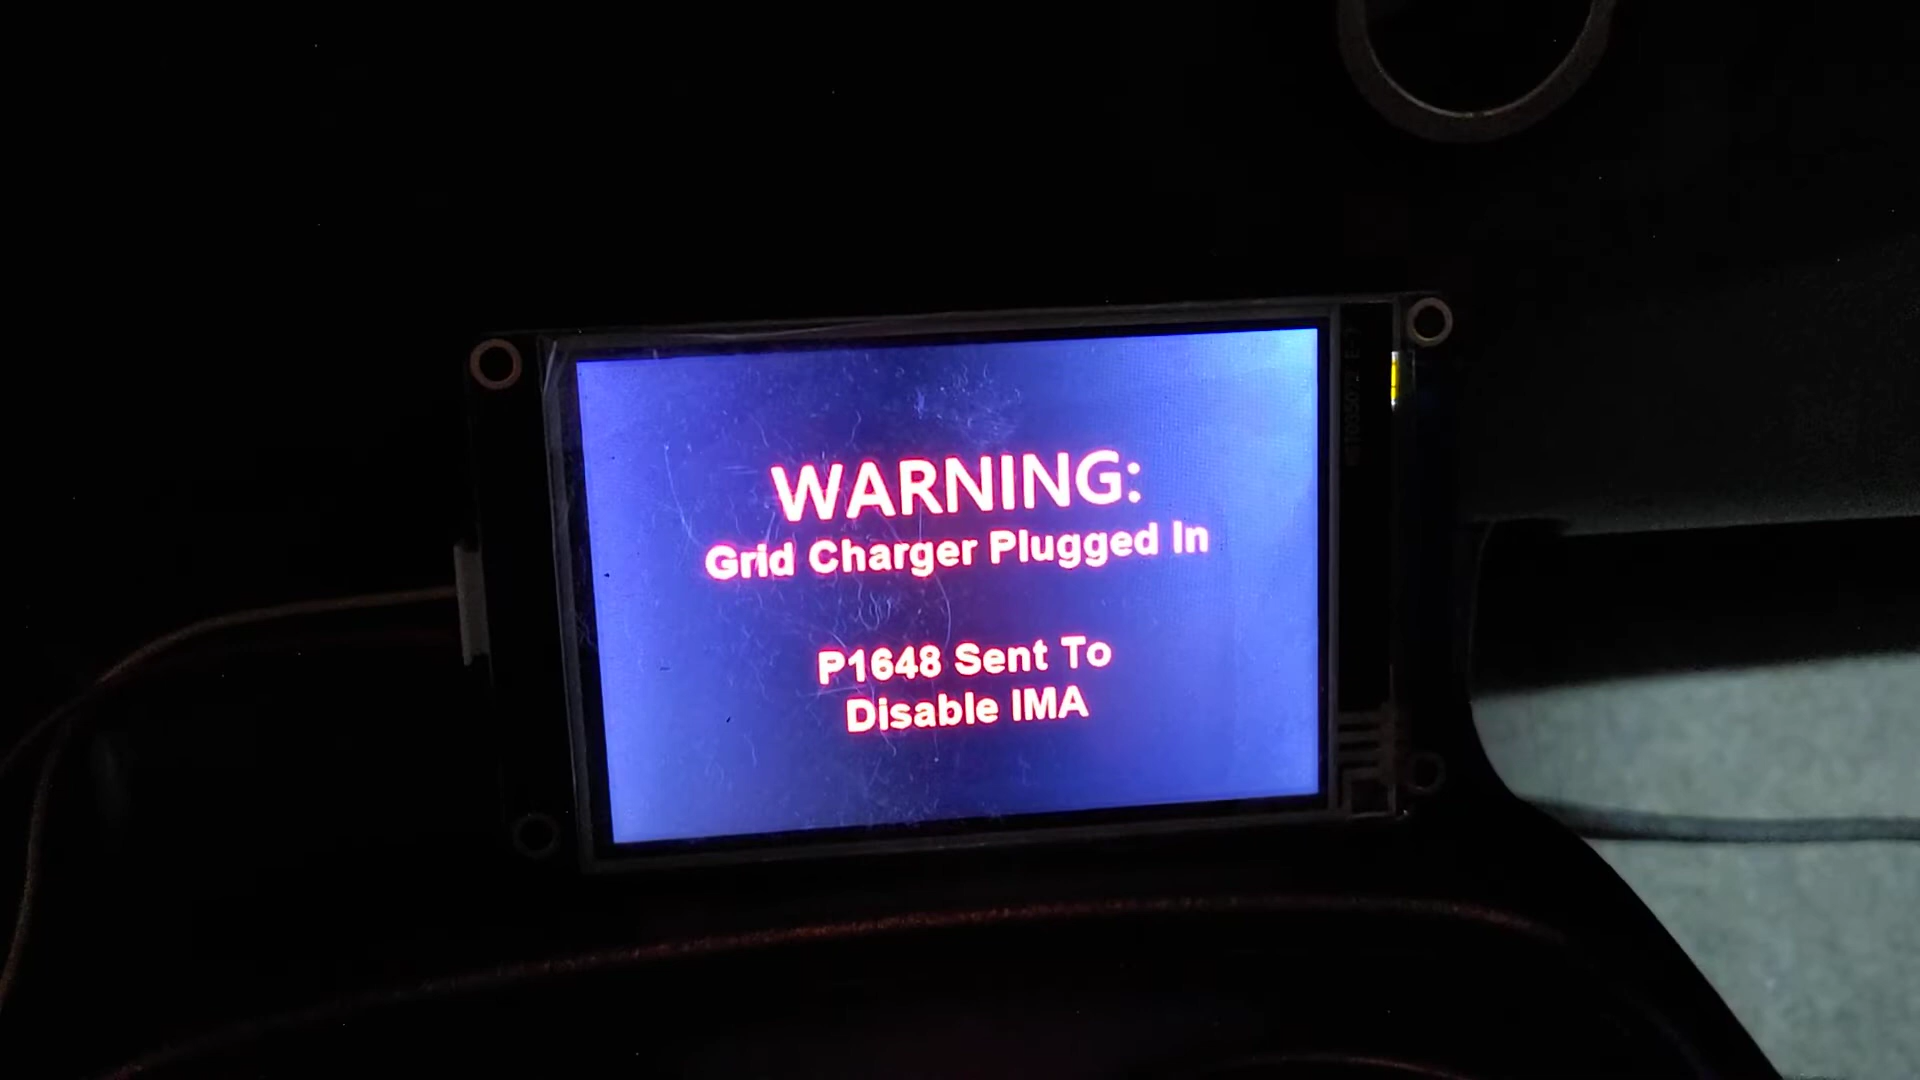 WARNING:
Grid Charger Plugged In
P1648 Sent To
Disable IMA